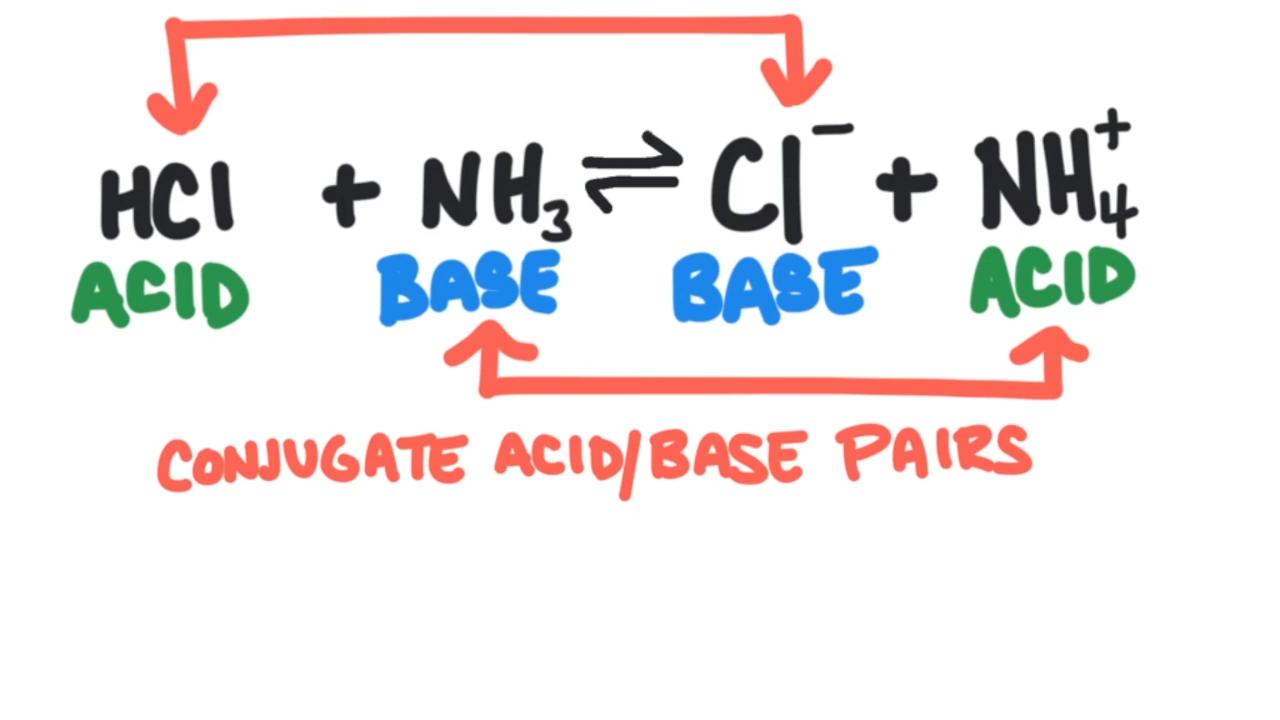 HCl + NH₃ ⇌ Cl⁻ + NH₄⁺
ACID BASE BASE ACID
CONJUGATE ACID/BASE PAIRS